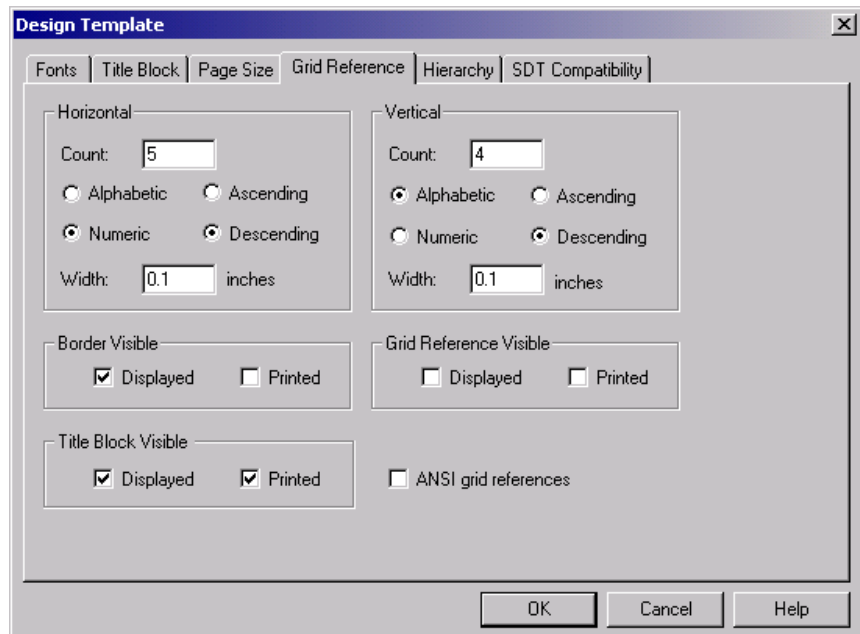 Design Template
Fonts Title Block Page Size Grid Reference Hierarchy SDT Compatibility
Horizontal
Count: 5
Alphabetic Ascending
Numeric Descending
Width: 0.1 inches
Vertical
Count: 4
Alphabetic Ascending
Numeric Descending
Width: 0.1 inches
Border Visible
Displayed Printed
Grid Reference Visible
Displayed Printed
Title Block Visible
Displayed Printed
ANSI grid references
OK Cancel Help